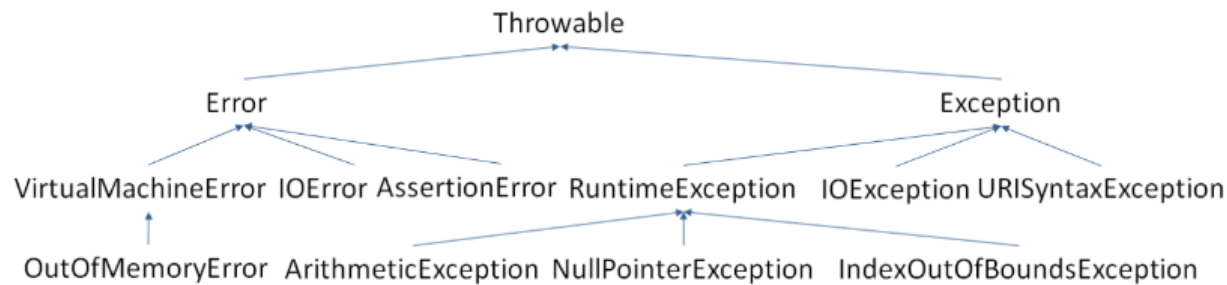 Throwable
Error Exception
VirtualMachineError IOError AssertionError RuntimeException IOException URISyntaxException
OutOfMemoryError ArithmeticException NullPointerException IndexOutOfBoundsException